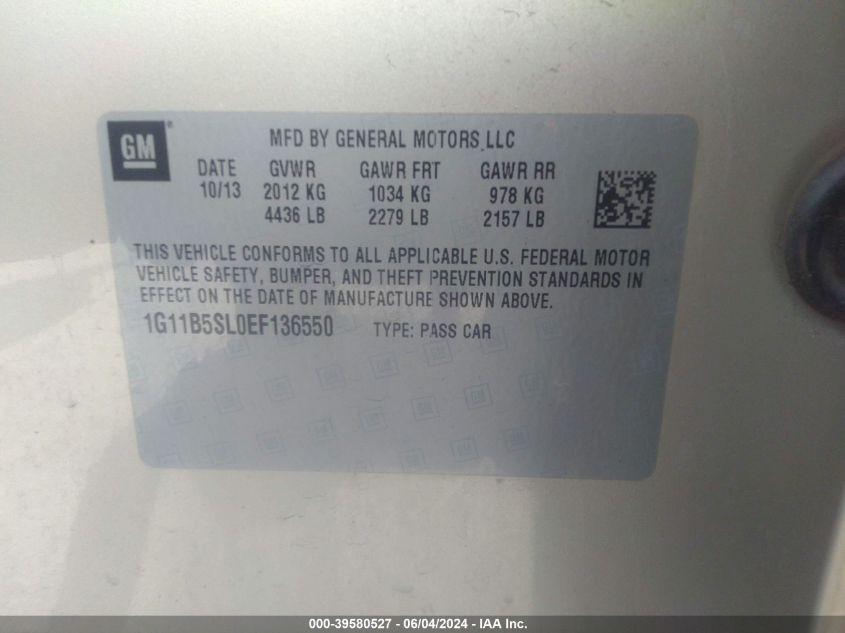 GM®
MFD BY GENERAL MOTORS LLC
DATE GVWR GAWR FRT GAWR RR
10/13 2012 KG 1034 KG 978 KG
4436 LB 2279 LB 2157 LB
THIS VEHICLE CONFORMS TO ALL APPLICABLE U.S. FEDERAL MOTOR
VEHICLE SAFETY, BUMPER, AND THEFT PREVENTION STANDARDS IN
EFFECT ON THE DATE OF MANUFACTURE SHOWN ABOVE.
1G11B5SL0EF136550 TYPE: PASS CAR
000-39580527 - 06/04/2024 - IAA Inc.